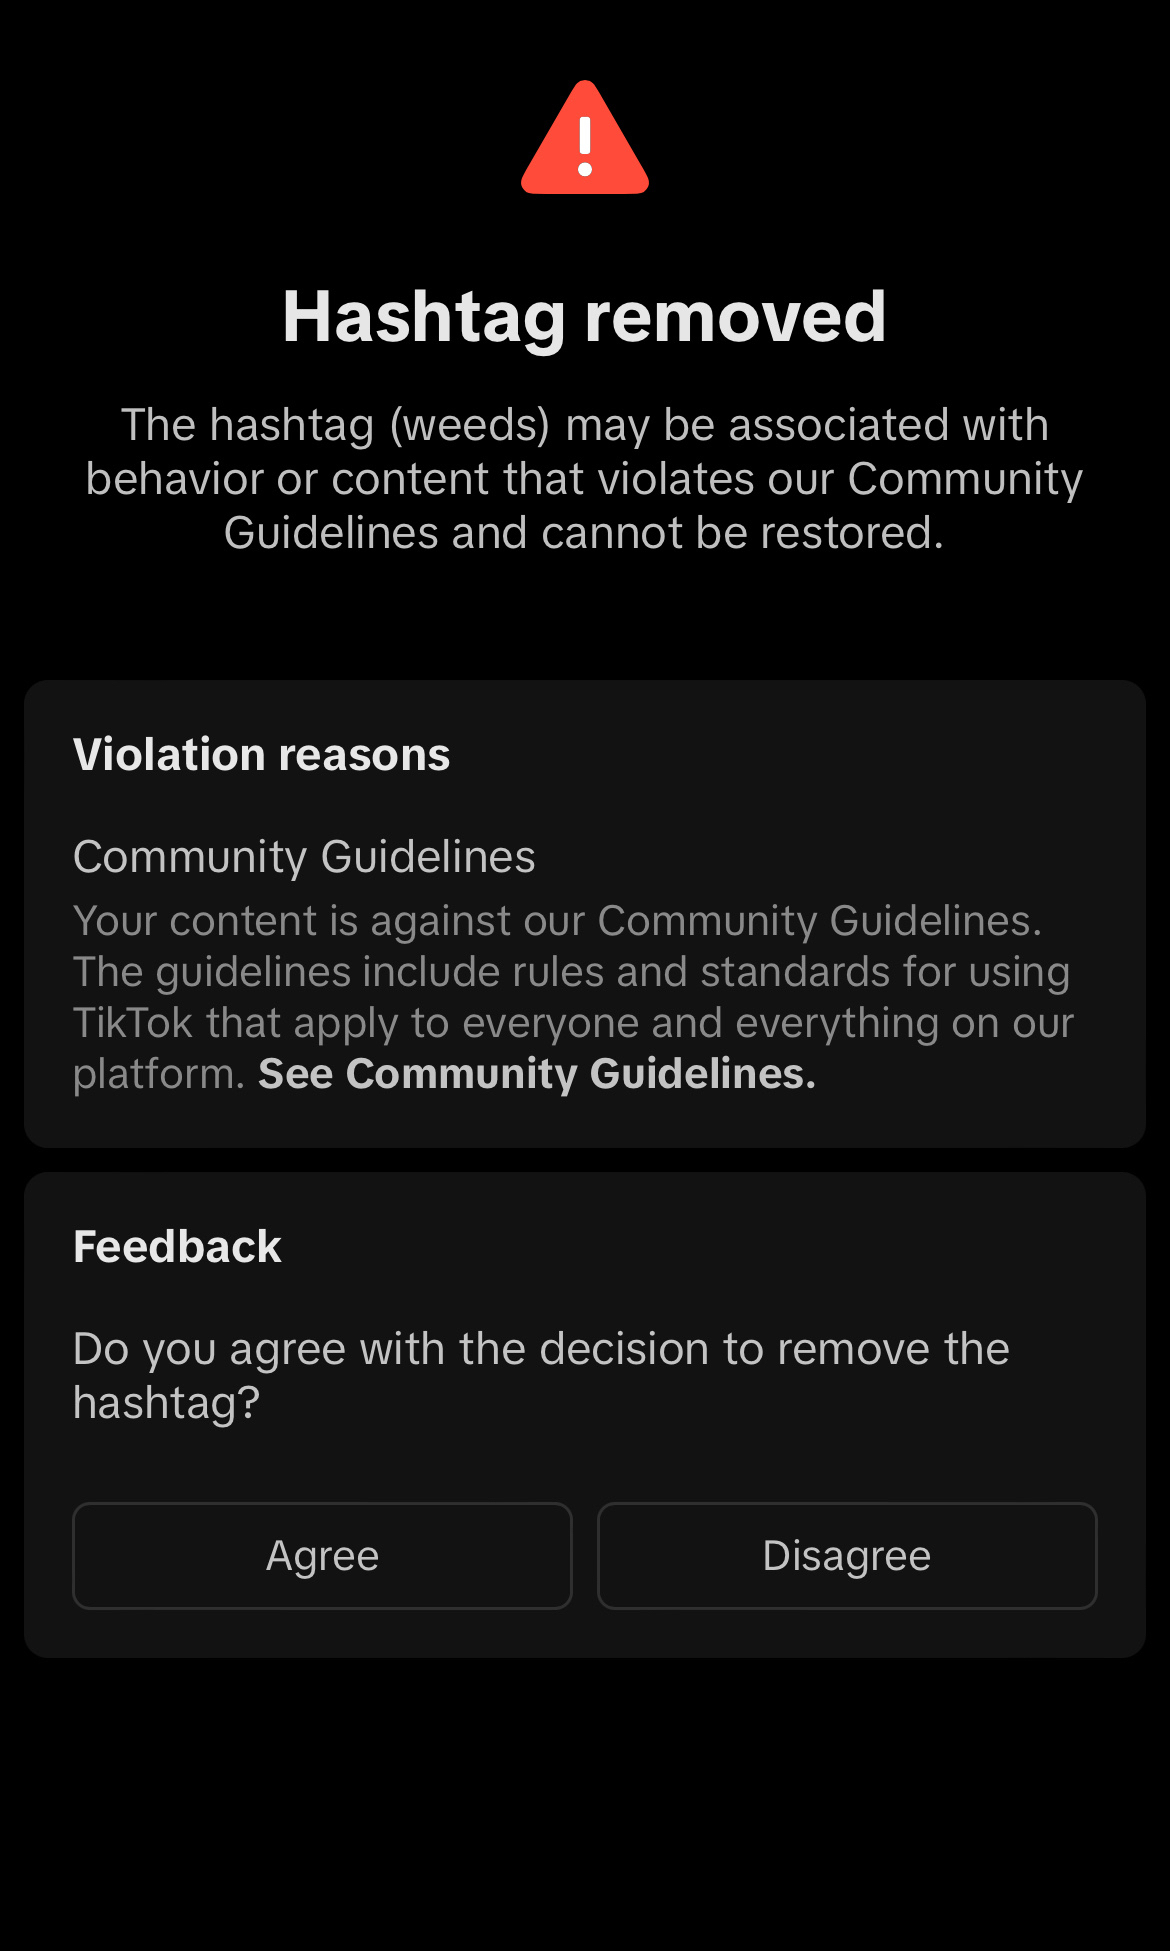 Hashtag removed
The hashtag (weeds) may be associated with
behavior or content that violates our Community
Guidelines and cannot be restored.
Violation reasons
Community Guidelines
Your content is against our Community Guidelines.
The guidelines include rules and standards for using
TikTok that apply to everyone and everything on our
platform. See Community Guidelines.
Feedback
Do you agree with the decision to remove the
hashtag?
Agree
Disagree